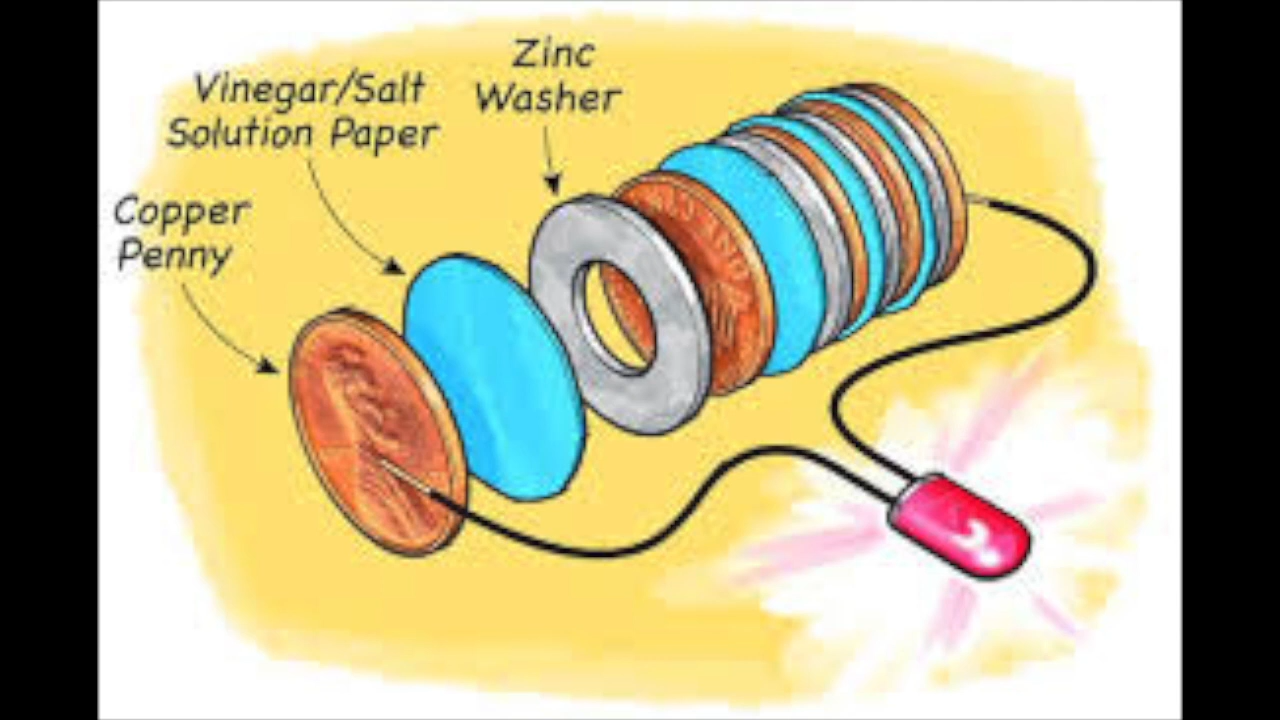 Zinc
Washer
Vinegar/Salt
Solution Paper
Copper
Penny